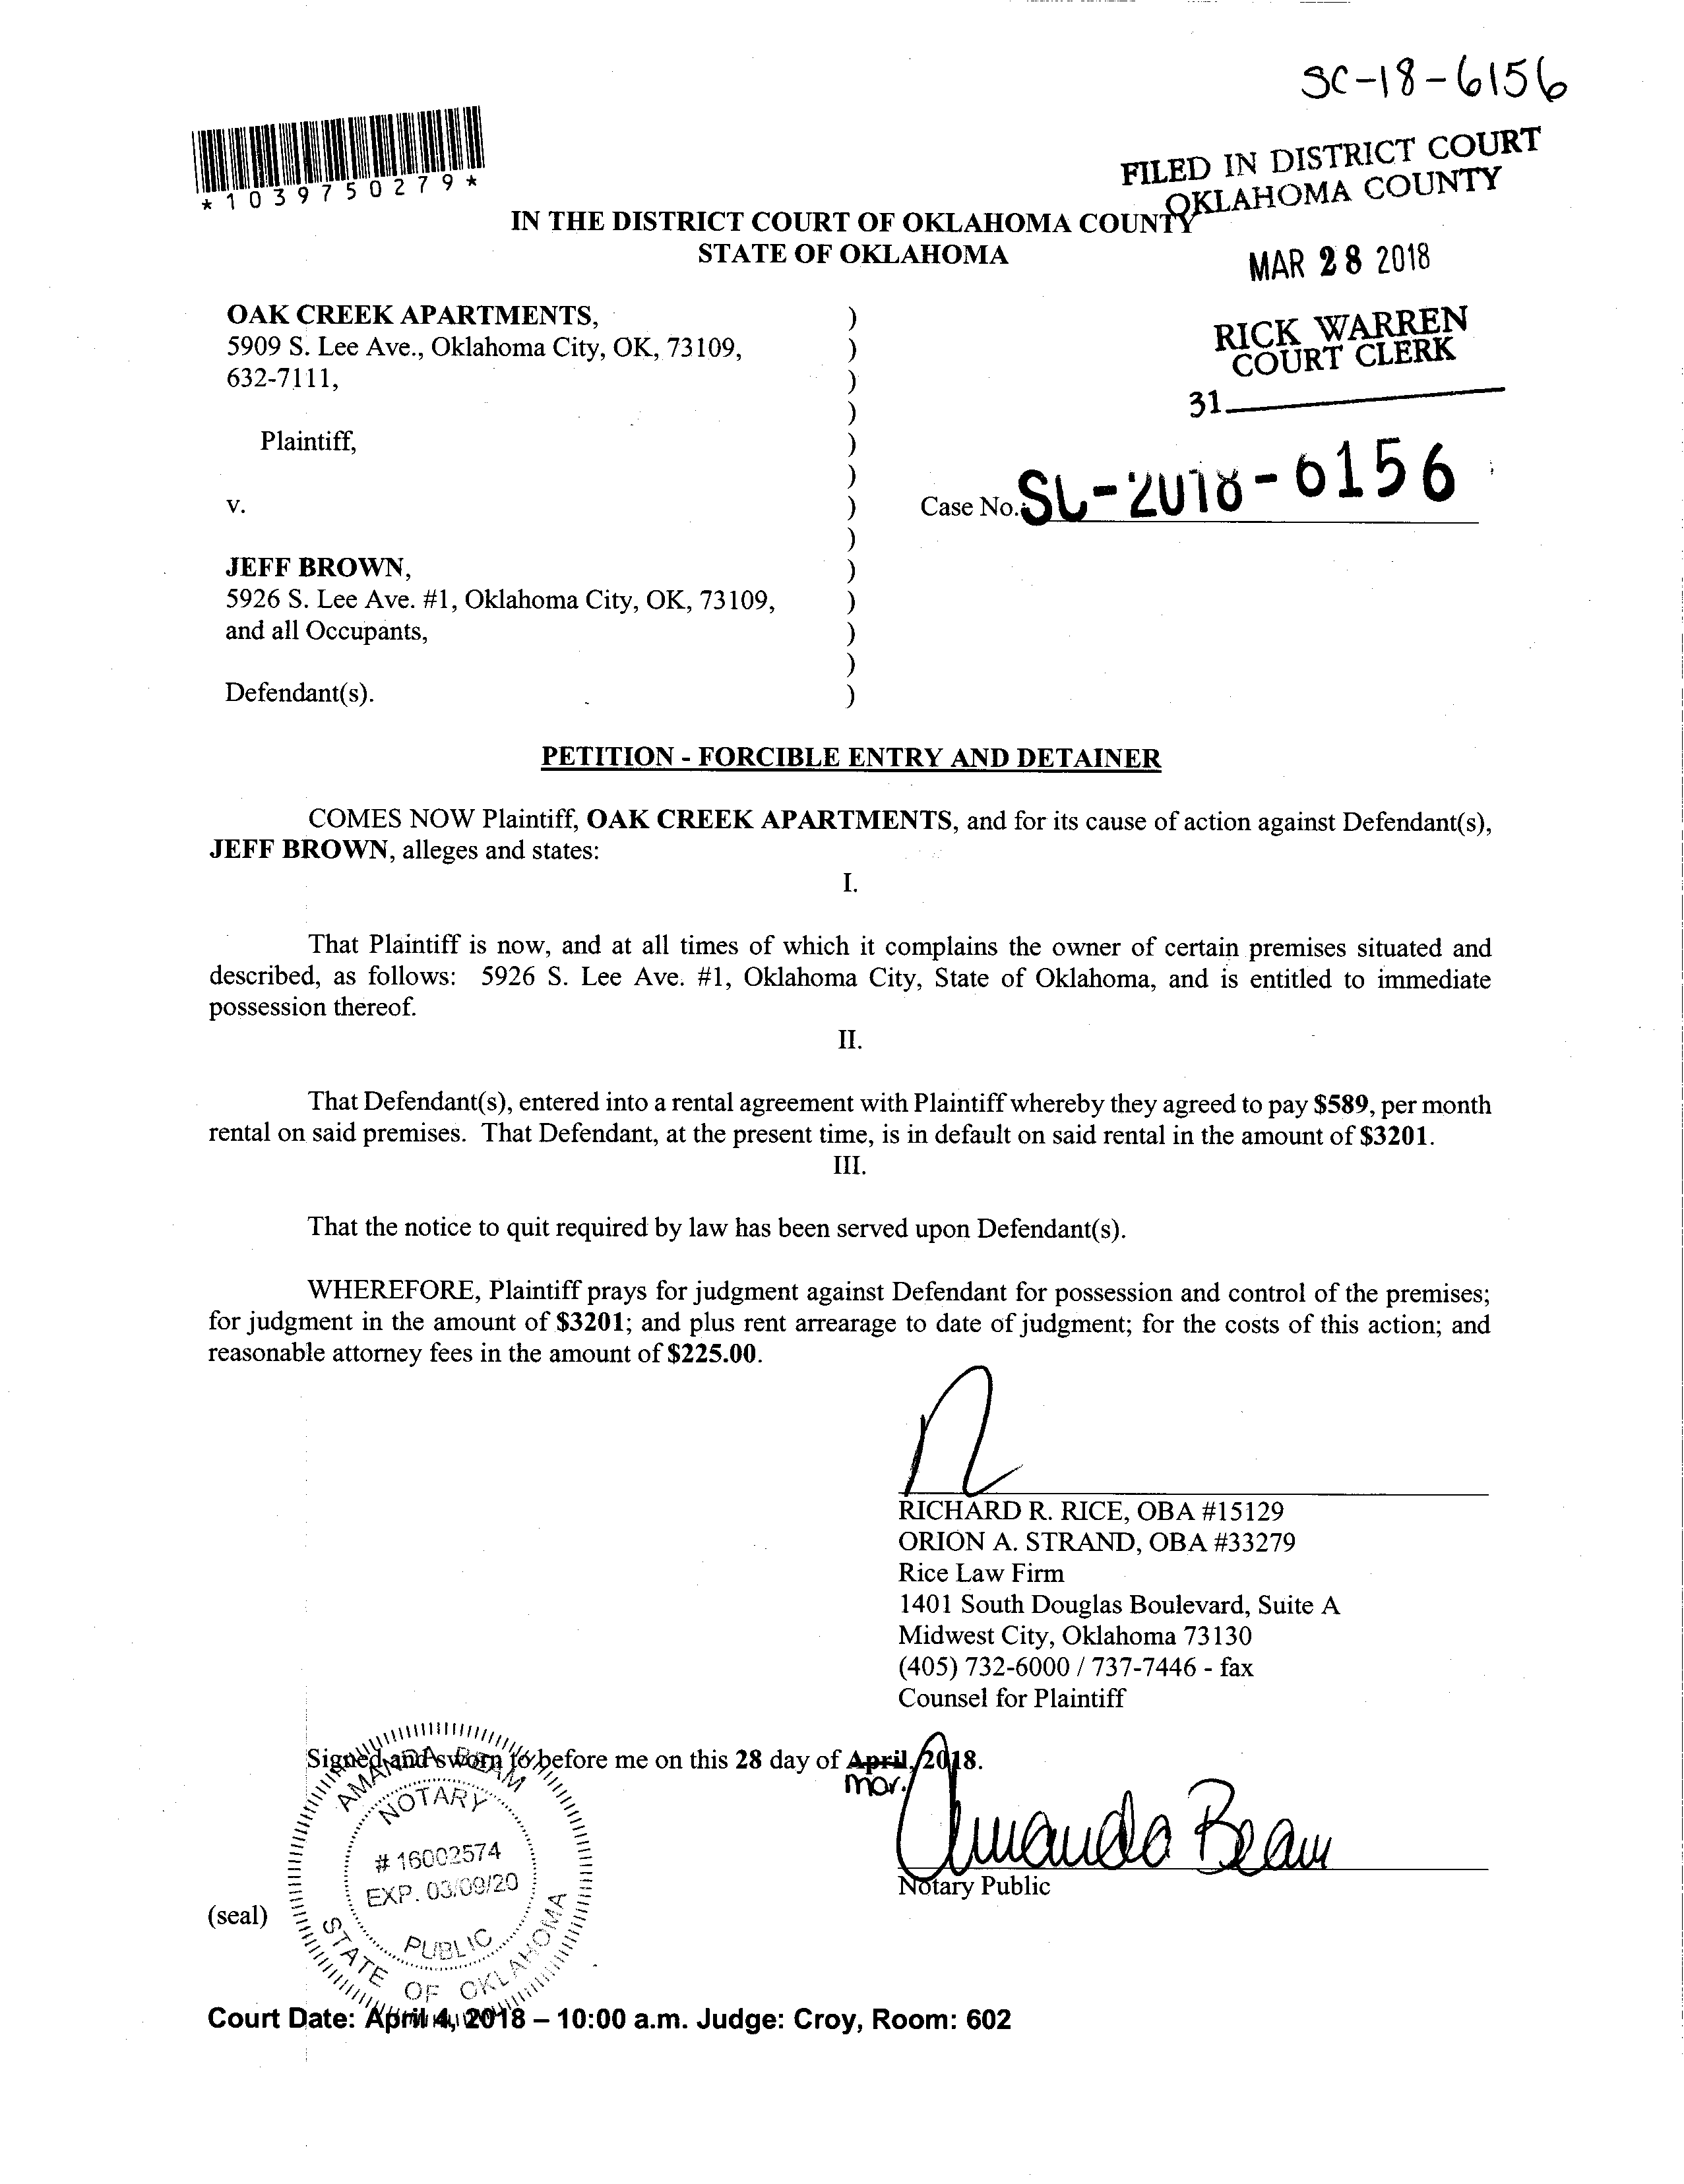 SC-18-6156
*1039750279*
FILED IN DISTRICT COURT
OKLAHOMA COUNTY
IN THE DISTRICT COURT OF OKLAHOMA COUNTY
STATE OF OKLAHOMA
MAR 28 2018
RICK WARREN
COURT CLERK
31
OAK CREEK APARTMENTS, )
5909 S. Lee Ave., Oklahoma City, OK, 73109, )
632-7111, )
)
Plaintiff, )
)
v. ) Case No.: SC-2018-6156
)
JEFF BROWN, )
5926 S. Lee Ave. #1, Oklahoma City, OK, 73109, )
and all Occupants, )
)
Defendant(s). )
PETITION - FORCIBLE ENTRY AND DETAINER
COMES NOW Plaintiff, OAK CREEK APARTMENTS, and for its cause of action against Defendant(s),
JEFF BROWN, alleges and states:
I.
That Plaintiff is now, and at all times of which it complains the owner of certain premises situated and
described, as follows: 5926 S. Lee Ave. #1, Oklahoma City, State of Oklahoma, and is entitled to immediate
possession thereof.
II.
That Defendant(s), entered into a rental agreement with Plaintiff whereby they agreed to pay $589, per month
rental on said premises. That Defendant, at the present time, is in default on said rental in the amount of $3201.
III.
That the notice to quit required by law has been served upon Defendant(s).
WHEREFORE, Plaintiff prays for judgment against Defendant for possession and control of the premises;
for judgment in the amount of $3201; and plus rent arrearage to date of judgment; for the costs of this action; and
reasonable attorney fees in the amount of $225.00.
RICHARD R. RICE, OBA #15129
ORION A. STRAND, OBA #33279
Rice Law Firm
1401 South Douglas Boulevard, Suite A
Midwest City, Oklahoma 73130
(405) 732-6000 / 737-7446 - fax
Counsel for Plaintiff
Signed and sworn to before me on this 28 day of April, 2018.
mar.
Amanda Beam
Notary Public
AMANDA BEAM
NOTARY
# 16002574
EXP. 03/09/20
PUBLIC
STATE OF OKLAHOMA
(seal)
Court Date: April 4, 2018 – 10:00 a.m. Judge: Croy, Room: 602